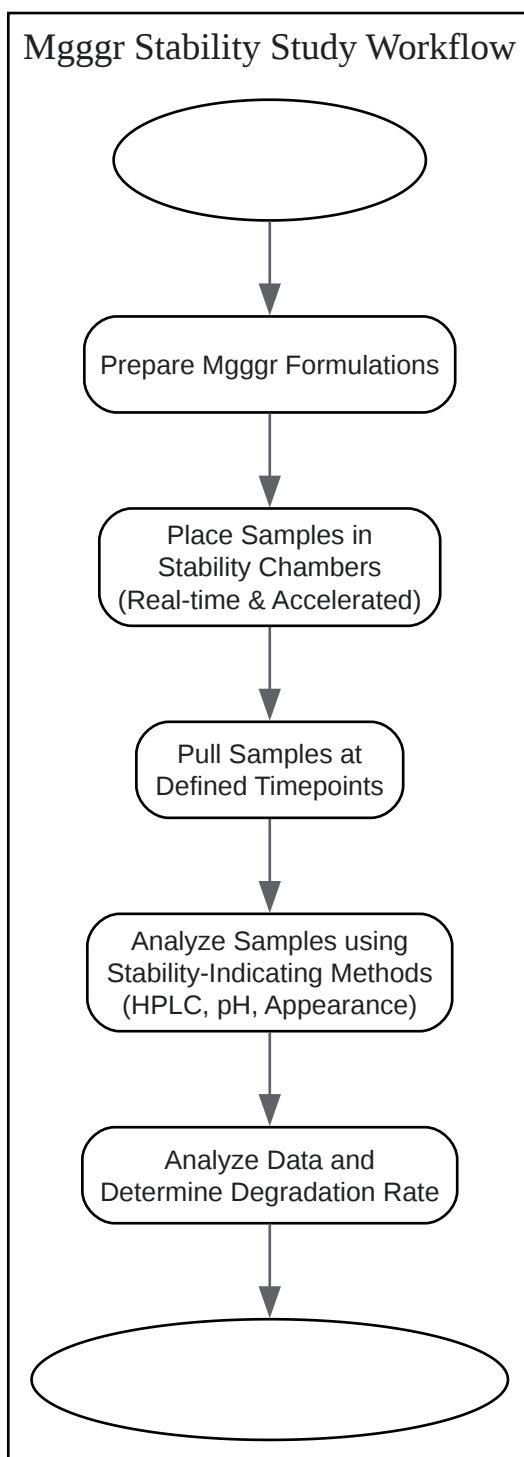 Mgggr Stability Study Workflow
Prepare Mgggr Formulations
Place Samples in
Stability Chambers
(Real-time & Accelerated)
Pull Samples at
Defined Timepoints
Analyze Samples using
Stability-Indicating Methods
(HPLC, pH, Appearance)
Analyze Data and
Determine Degradation Rate